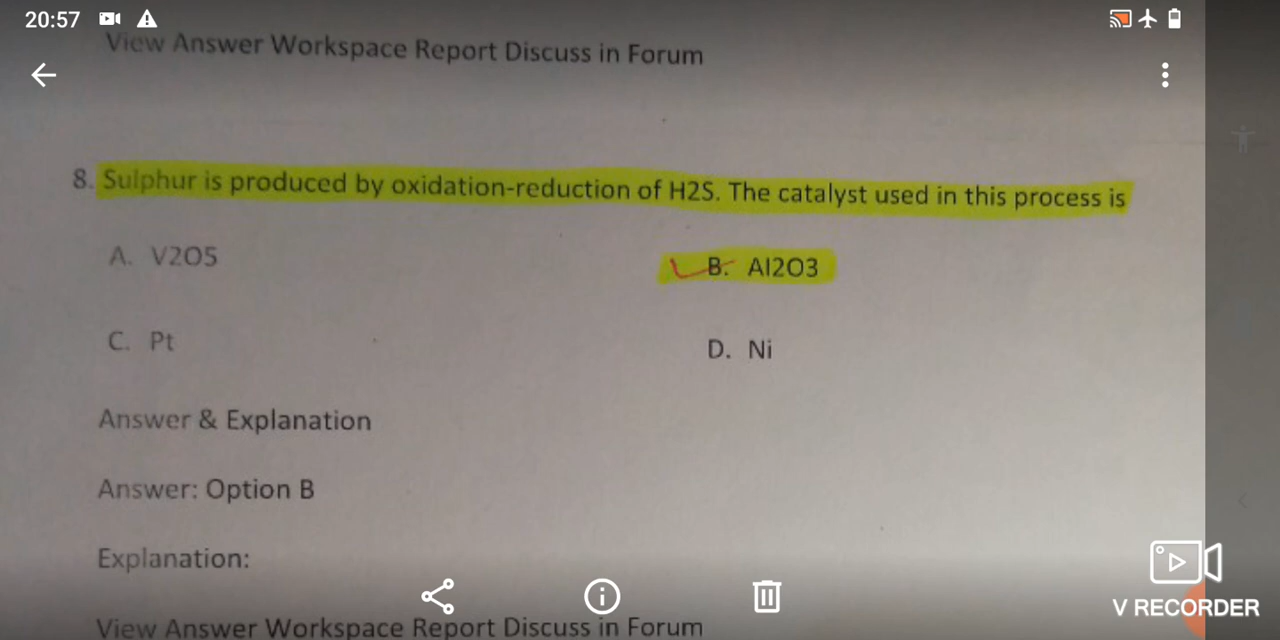 20:57
View Answer Workspace Report Discuss in Forum
8. Sulphur is produced by oxidation-reduction of H2S. The catalyst used in this process is
A. V2O5
B. Al2O3
C. Pt
D. Ni
Answer & Explanation
Answer: Option B
Explanation:
View Answer Workspace Report Discuss in Forum
V RECORDER